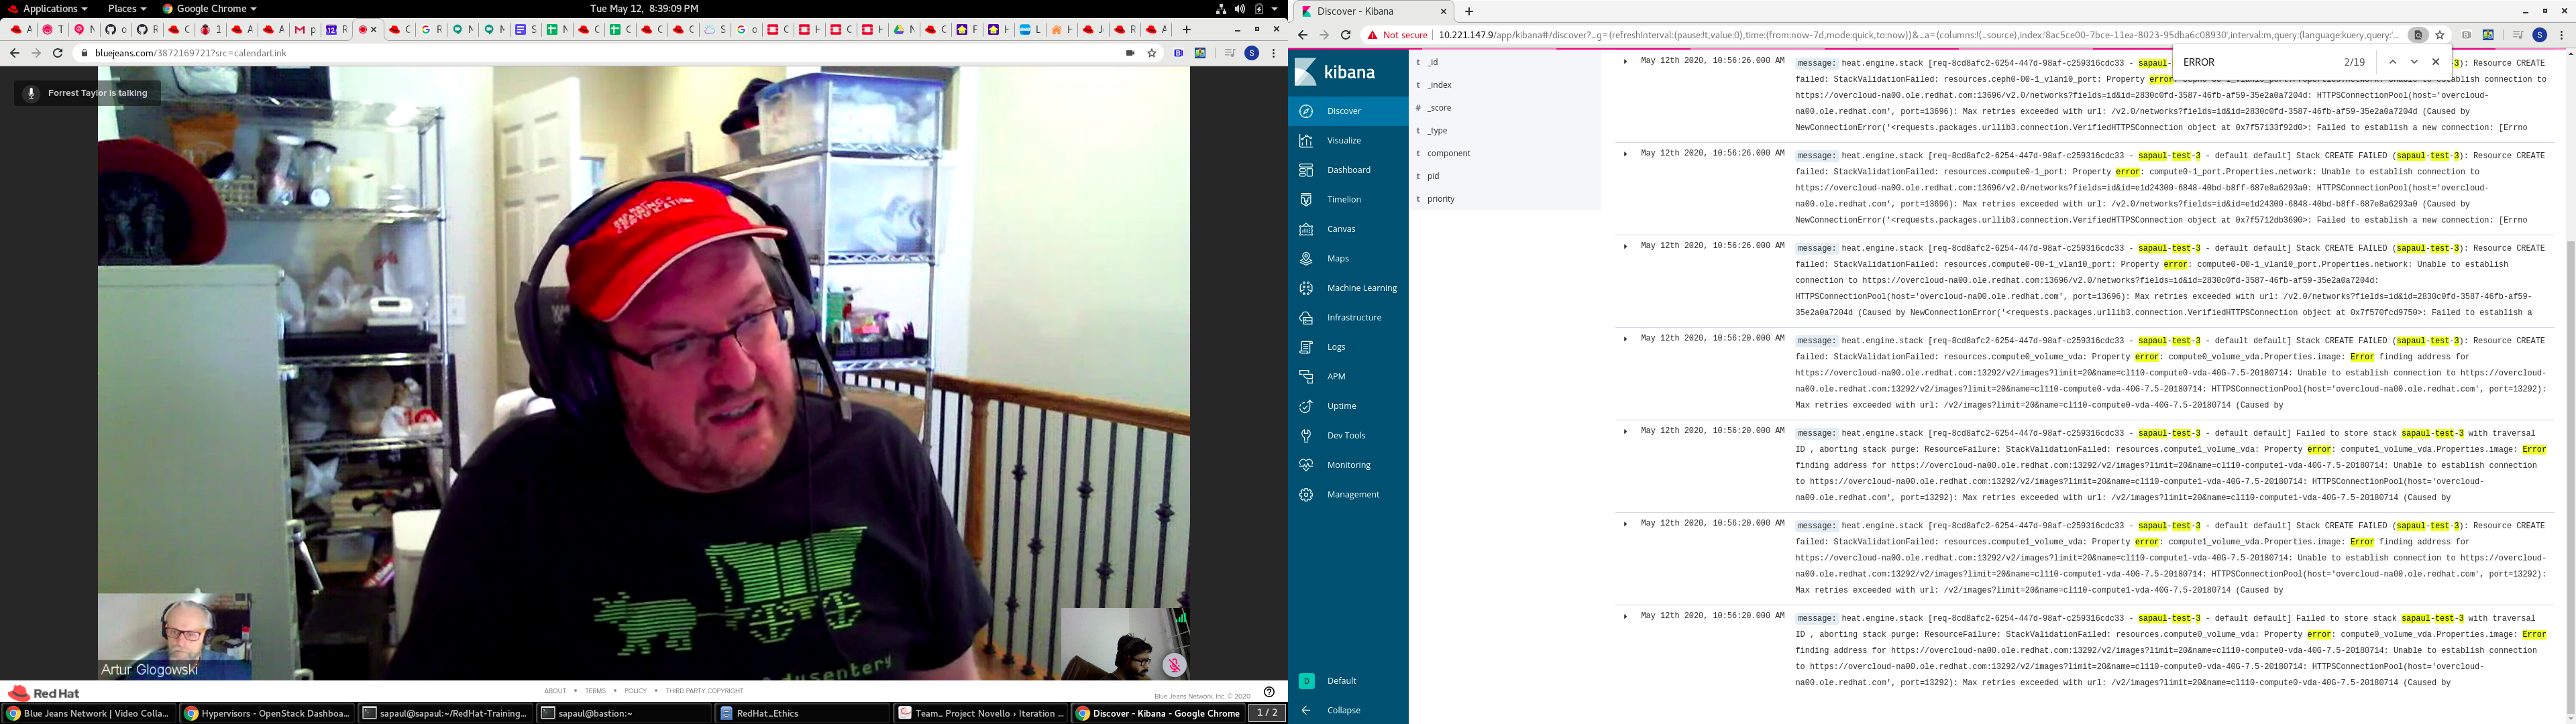 Applications
Places
Google Chrome
Tue May 12, 8:39:09 PM
bluejeans.com/3872169721?src=calendarLink
Forrest Taylor is talking
Artur Glogowski
Red Hat
ABOUT • TERMS • POLICY • THIRD PARTY COPYRIGHT
Blue Jeans Network, Inc. © 2020
Blue Jeans Network | Video Colla...
Hypervisors - OpenStack Dashboa...
sapaul@sapaul:~/RedHat-Training...
sapaul@bastion:~
RedHat_Ethics
Team_ Project Novello › Iteration ...
Discover - Kibana - Google Chrome
1 / 2
Discover - Kibana
Not secure
10.221.147.9/app/kibana#/discover?_g=(refreshInterval:(pause:!t,value:0),time:(from:now-7d,mode:quick,to:now))&_a=(columns:!(_source),index:'8ac5ce00-7bce-11ea-8023-95dba6c08930',interval:m,query:(language:kuery,query:'...
ERROR
2/19
kibana
Discover
Visualize
Dashboard
Timelion
Canvas
Maps
Machine Learning
Infrastructure
Logs
APM
Uptime
Dev Tools
Monitoring
Management
D Default
Collapse
t _id
t _index
# _score
t _type
t component
t pid
t priority
May 12th 2020, 10:56:26.000 AM
message: heat.engine.stack [req-8cd8afc2-6254-447d-98af-c259316cdc33 - sapaul- 3): Resource CREATE
failed: StackValidationFailed: resources.ceph0-00-1_vlan10_port: Property error: connection to
https://overcloud-na00.ole.redhat.com:13696/v2.0/networks?fields=id&id=2830c0fd-3587-46fb-af59-35e2a0a7204d: HTTPSConnectionPool(host='overcloud-
na00.ole.redhat.com', port=13696): Max retries exceeded with url: /v2.0/networks?fields=id&id=2830c0fd-3587-46fb-af59-35e2a0a7204d (Caused by
NewConnectionError('<requests.packages.urllib3.connection.VerifiedHTTPSConnection object at 0x7f57133f92d0>: Failed to establish a new connection: [Errno
May 12th 2020, 10:56:26.000 AM
message: heat.engine.stack [req-8cd8afc2-6254-447d-98af-c259316cdc33 - sapaul-test-3 - default default] Stack CREATE FAILED (sapaul-test-3): Resource CREATE
failed: StackValidationFailed: resources.compute0-1_port: Property error: compute0-1_port.Properties.network: Unable to establish connection to
https://overcloud-na00.ole.redhat.com:13696/v2.0/networks?fields=id&id=e1d24300-6848-40bd-b8ff-687e8a6293a0: HTTPSConnectionPool(host='overcloud-
na00.ole.redhat.com', port=13696): Max retries exceeded with url: /v2.0/networks?fields=id&id=e1d24300-6848-40bd-b8ff-687e8a6293a0 (Caused by
NewConnectionError('<requests.packages.urllib3.connection.VerifiedHTTPSConnection object at 0x7f5712db3690>: Failed to establish a new connection: [Errno
May 12th 2020, 10:56:26.000 AM
message: heat.engine.stack [req-8cd8afc2-6254-447d-98af-c259316cdc33 - sapaul-test-3 - default default] Stack CREATE FAILED (sapaul-test-3): Resource CREATE
failed: StackValidationFailed: resources.compute0-00-1_vlan10_port: Property error: compute0-00-1_vlan10_port.Properties.network: Unable to establish
connection to https://overcloud-na00.ole.redhat.com:13696/v2.0/networks?fields=id&id=2830c0fd-3587-46fb-af59-35e2a0a7204d:
HTTPSConnectionPool(host='overcloud-na00.ole.redhat.com', port=13696): Max retries exceeded with url: /v2.0/networks?fields=id&id=2830c0fd-3587-46fb-af59-
35e2a0a7204d (Caused by NewConnectionError('<requests.packages.urllib3.connection.VerifiedHTTPSConnection object at 0x7f570fcd9750>: Failed to establish a
May 12th 2020, 10:56:20.000 AM
message: heat.engine.stack [req-8cd8afc2-6254-447d-98af-c259316cdc33 - sapaul-test-3 - default default] Stack CREATE FAILED (sapaul-test-3): Resource CREATE
failed: StackValidationFailed: resources.compute0_volume_vda: Property error: compute0_volume_vda.Properties.image: Error finding address for
https://overcloud-na00.ole.redhat.com:13292/v2/images?limit=20&name=cl110-compute0-vda-40G-7.5-20180714: Unable to establish connection to https://overcloud-
na00.ole.redhat.com:13292/v2/images?limit=20&name=cl110-compute0-vda-40G-7.5-20180714: HTTPSConnectionPool(host='overcloud-na00.ole.redhat.com', port=13292):
Max retries exceeded with url: /v2/images?limit=20&name=cl110-compute0-vda-40G-7.5-20180714 (Caused by
May 12th 2020, 10:56:20.000 AM
message: heat.engine.stack [req-8cd8afc2-6254-447d-98af-c259316cdc33 - sapaul-test-3 - default default] Failed to store stack sapaul-test-3 with traversal
ID , aborting stack purge: ResourceFailure: StackValidationFailed: resources.compute1_volume_vda: Property error: compute1_volume_vda.Properties.image: Error
finding address for https://overcloud-na00.ole.redhat.com:13292/v2/images?limit=20&name=cl110-compute1-vda-40G-7.5-20180714: Unable to establish connection
to https://overcloud-na00.ole.redhat.com:13292/v2/images?limit=20&name=cl110-compute1-vda-40G-7.5-20180714: HTTPSConnectionPool(host='overcloud-
na00.ole.redhat.com', port=13292): Max retries exceeded with url: /v2/images?limit=20&name=cl110-compute1-vda-40G-7.5-20180714 (Caused by
May 12th 2020, 10:56:20.000 AM
message: heat.engine.stack [req-8cd8afc2-6254-447d-98af-c259316cdc33 - sapaul-test-3 - default default] Stack CREATE FAILED (sapaul-test-3): Resource CREATE
failed: StackValidationFailed: resources.compute1_volume_vda: Property error: compute1_volume_vda.Properties.image: Error finding address for
https://overcloud-na00.ole.redhat.com:13292/v2/images?limit=20&name=cl110-compute1-vda-40G-7.5-20180714: Unable to establish connection to https://overcloud-
na00.ole.redhat.com:13292/v2/images?limit=20&name=cl110-compute1-vda-40G-7.5-20180714: HTTPSConnectionPool(host='overcloud-na00.ole.redhat.com', port=13292):
Max retries exceeded with url: /v2/images?limit=20&name=cl110-compute1-vda-40G-7.5-20180714 (Caused by
May 12th 2020, 10:56:20.000 AM
message: heat.engine.stack [req-8cd8afc2-6254-447d-98af-c259316cdc33 - sapaul-test-3 - default default] Failed to store stack sapaul-test-3 with traversal
ID , aborting stack purge: ResourceFailure: StackValidationFailed: resources.compute0_volume_vda: Property error: compute0_volume_vda.Properties.image: Error
finding address for https://overcloud-na00.ole.redhat.com:13292/v2/images?limit=20&name=cl110-compute0-vda-40G-7.5-20180714: Unable to establish connection
to https://overcloud-na00.ole.redhat.com:13292/v2/images?limit=20&name=cl110-compute0-vda-40G-7.5-20180714: HTTPSConnectionPool(host='overcloud-
na00.ole.redhat.com', port=13292): Max retries exceeded with url: /v2/images?limit=20&name=cl110-compute0-vda-40G-7.5-20180714 (Caused by